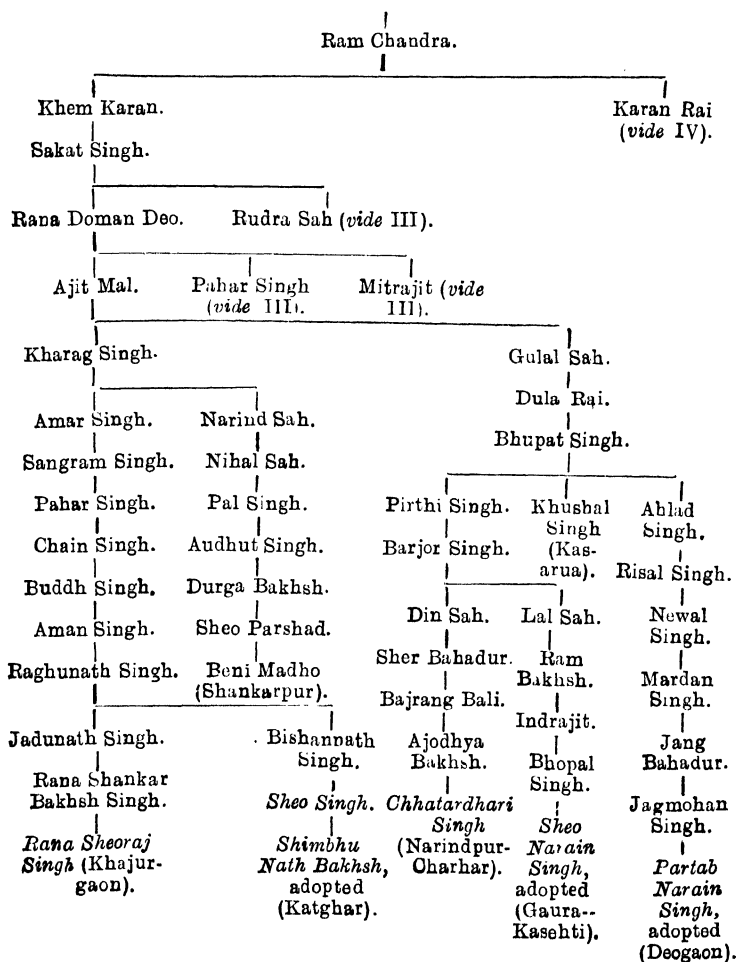 Ram Chandra.
Khem Karan.
Karan Rai
(vide IV).
Sakat Singh.
Rana Doman Deo. Rudra Sah (vide III).
Ajit Mal.
Pahar Singh
(vide III).
Mitrajit (vide
III).
Kharag Singh.
Gulal Sah.
Dula Rai.
Bhupat Singh.
Amar Singh. Narind Sah.
Sangram Singh. Nihal Sah.
Pahar Singh. Pal Singh.
Chain Singh. Audhut Singh.
Buddh Singh. Durga Bakhsh.
Aman Singh. Sheo Parshad.
Raghunath Singh. Beni Madho
(Shankarpur).
Jadunath Singh.
Rana Shankar
Bakhsh Singh.
Rana Sheoraj
Singh (Khajur-
gaon).
Bishannath
Singh.
Sheo Singh.
Shimbhu
Nath Bakhsh,
adopted
(Katghar).
Pirthi Singh.
Barjor Singh.
Khushal
Singh
(Kas-
arua).
Ahlad
Singh.
Risal Singh.
Newal
Singh.
Mardan
Singh.
Jang
Bahadur.
Jagmohan
Singh.
Partab
Narain
Singh,
adopted
(Deogaon).
Din Sah.
Sher Bahadur.
Bajrang Bali.
Ajodhya
Bakhsh.
Chhatardhari
Singh
(Narindpur-
Charhar).
Lal Sah.
Ram
Bakhsh.
Indrajit.
Bhopal
Singh.
Sheo
Narain
Singh,
adopted
(Gaura--
Kasehti).